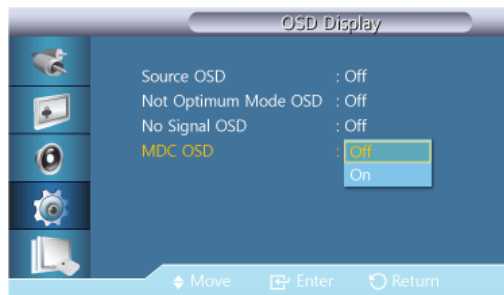 OSD Display
Source OSD : Off
Not Optimum Mode OSD : Off
No Signal OSD : Off
MDC OSD : Off
On
Move Enter Return